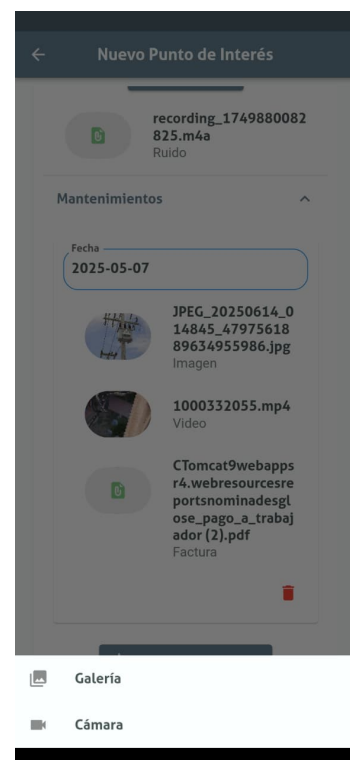 Nuevo Punto de Interés
recording_1749880082
825.m4a
Ruido
Mantenimientos
Fecha
2025-05-07
JPEG_20250614_0
14845_47975618
89634955986.jpg
Imagen
1000332055.mp4
Video
CTomcat9webapps
r4.webresourcesre
portsnominadesgl
ose_pago_a_trabaj
ador (2).pdf
Factura
Galería
Cámara